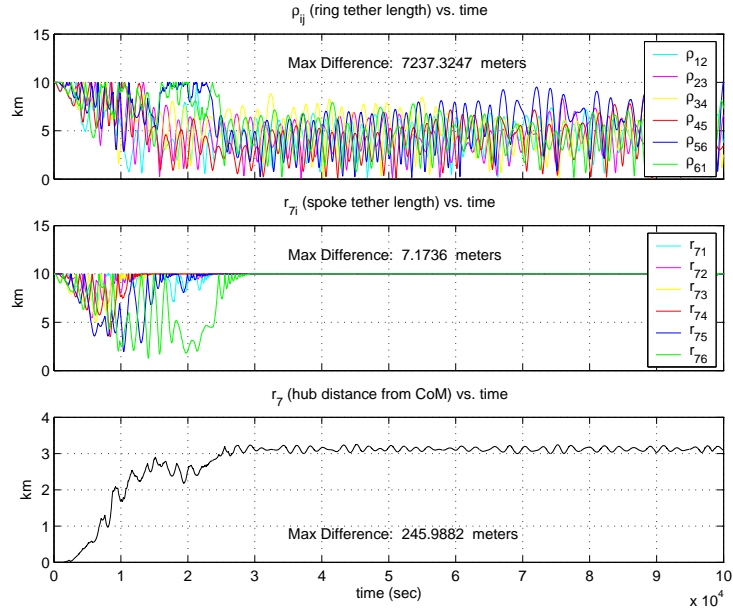 ρij (ring tether length) vs. time
15
10
5
0
km
Max Difference: 7237.3247 meters
ρ12
ρ23
ρ34
ρ45
ρ56
ρ61
r7i (spoke tether length) vs. time
15
10
5
0
km
Max Difference: 7.1736 meters
r71
r72
r73
r74
r75
r76
r7 (hub distance from CoM) vs. time
4
3
2
1
0
km
Max Difference: 245.9882 meters
0 1 2 3 4 5 6 7 8 9 10
time (sec)
x 10^4